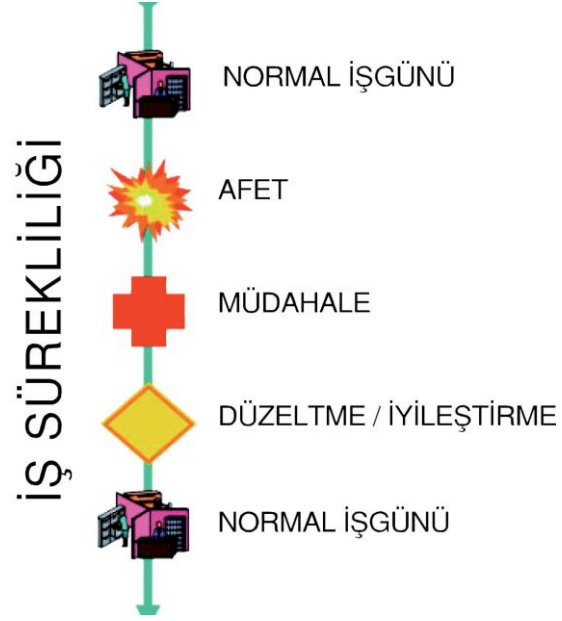 İŞ SÜREKLİLİĞİ
NORMAL İŞGÜNÜ
AFET
MÜDAHALE
DÜZELTME / İYİLEŞTİRME
NORMAL İŞGÜNÜ